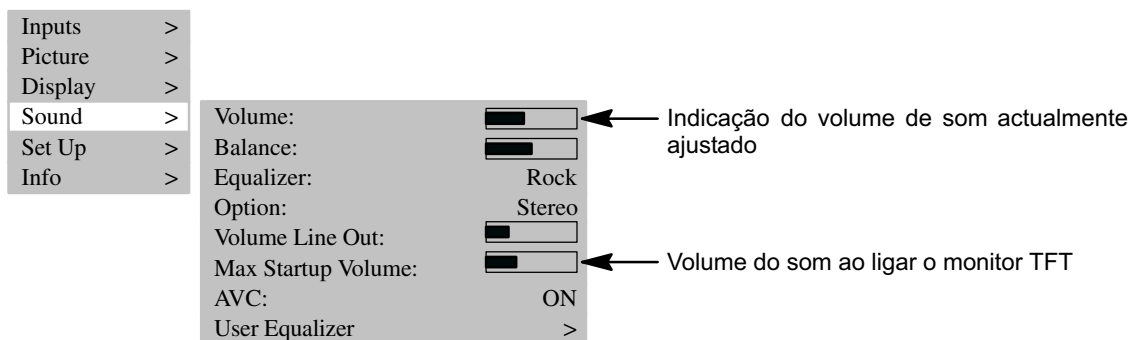 Inputs >
Picture >
Display >
Sound >
Set Up >
Info >
Volume:
Balance:
Equalizer: Rock
Option: Stereo
Volume Line Out:
Max Startup Volume:
AVC: ON
User Equalizer >
Indicação do volume de som actualmente
ajustado
Volume do som ao ligar o monitor TFT